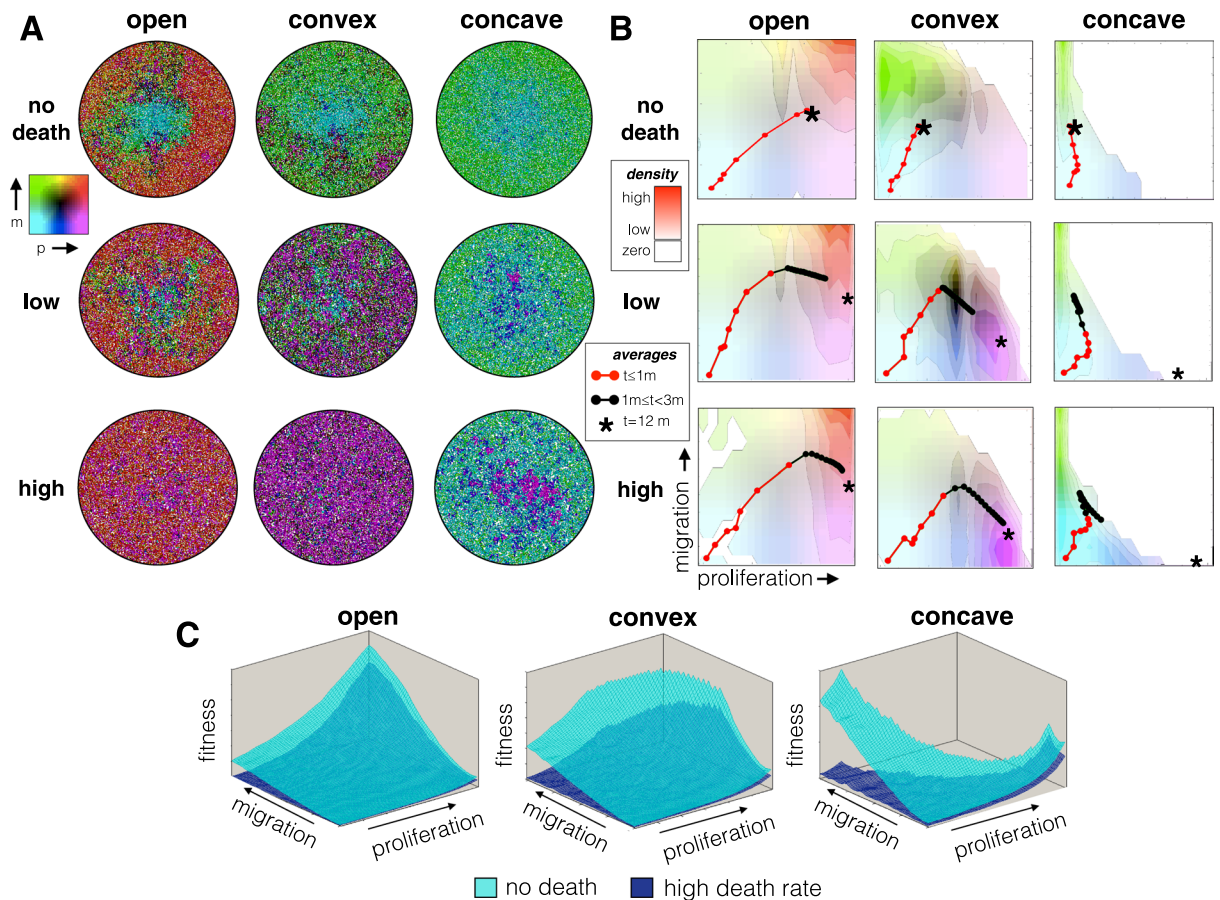 A
open convex concave
no
death
m
p
low
high
B
open convex concave
no
death
density
high
low
zero
low
averages
t≤1m
1m≤t<3m
* t=12 m
high
migration
proliferation
C
open convex concave
fitness fitness fitness
migration proliferation migration proliferation migration proliferation
no death high death rate